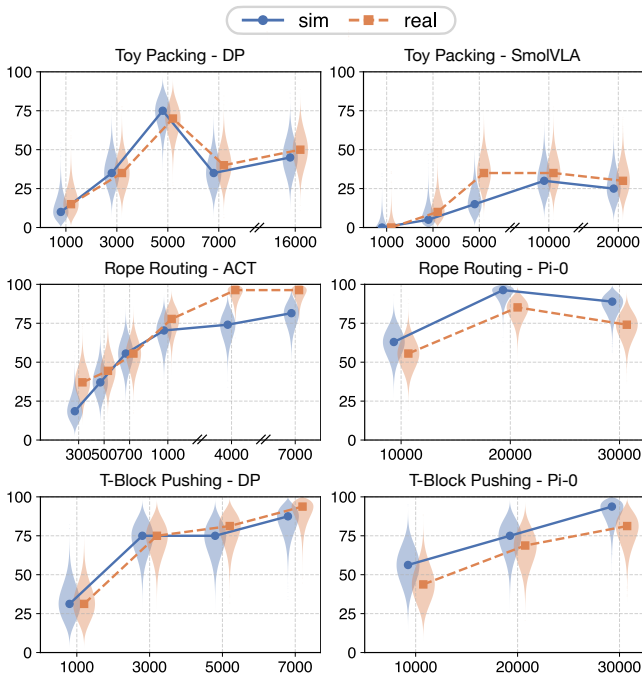 sim real
Toy Packing - DP
100
75
50
25
0
1000 3000 5000 7000 16000
Toy Packing - SmolVLA
100
75
50
25
0
1000 3000 5000 10000 20000
Rope Routing - ACT
100
75
50
25
0
300 500 700 1000 4000 7000
Rope Routing - Pi-0
100
75
50
25
0
10000 20000 30000
T-Block Pushing - DP
100
75
50
25
0
1000 3000 5000 7000
T-Block Pushing - Pi-0
100
75
50
25
0
10000 20000 30000